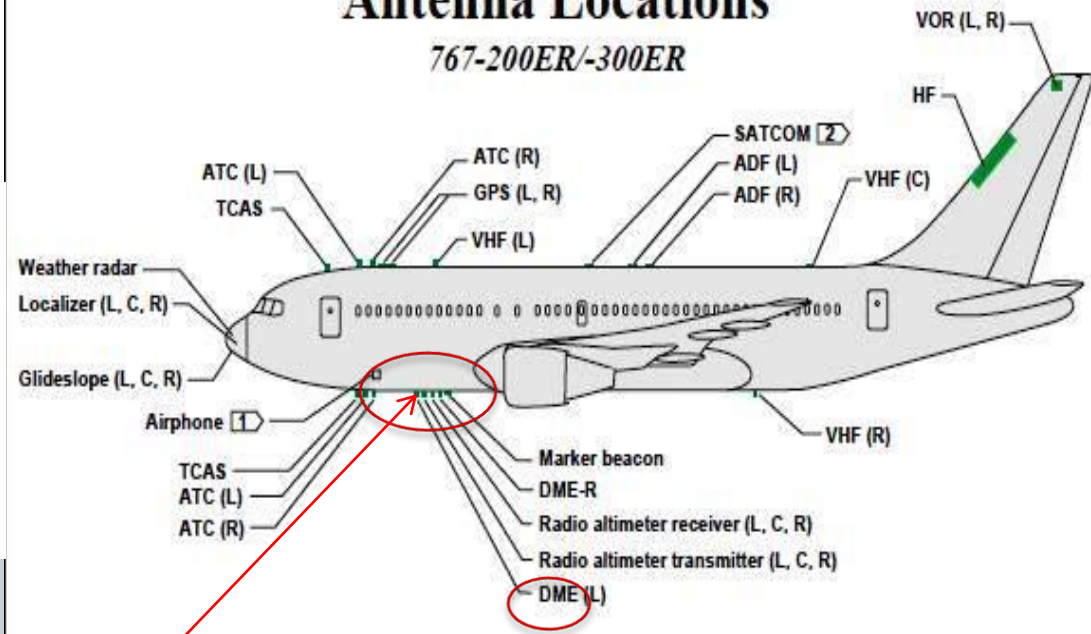 Antenna Locations
767-200ER/-300ER
VOR (L, R)
HF
SATCOM 2
ADF (L)
ADF (R)
VHF (C)
ATC (R)
GPS (L, R)
VHF (L)
ATC (L)
TCAS
Weather radar
Localizer (L, C, R)
Glideslope (L, C, R)
Airphone 1
TCAS
ATC (L)
ATC (R)
VHF (R)
Marker beacon
DME-R
Radio altimeter receiver (L, C, R)
Radio altimeter transmitter (L, C, R)
DME (L)